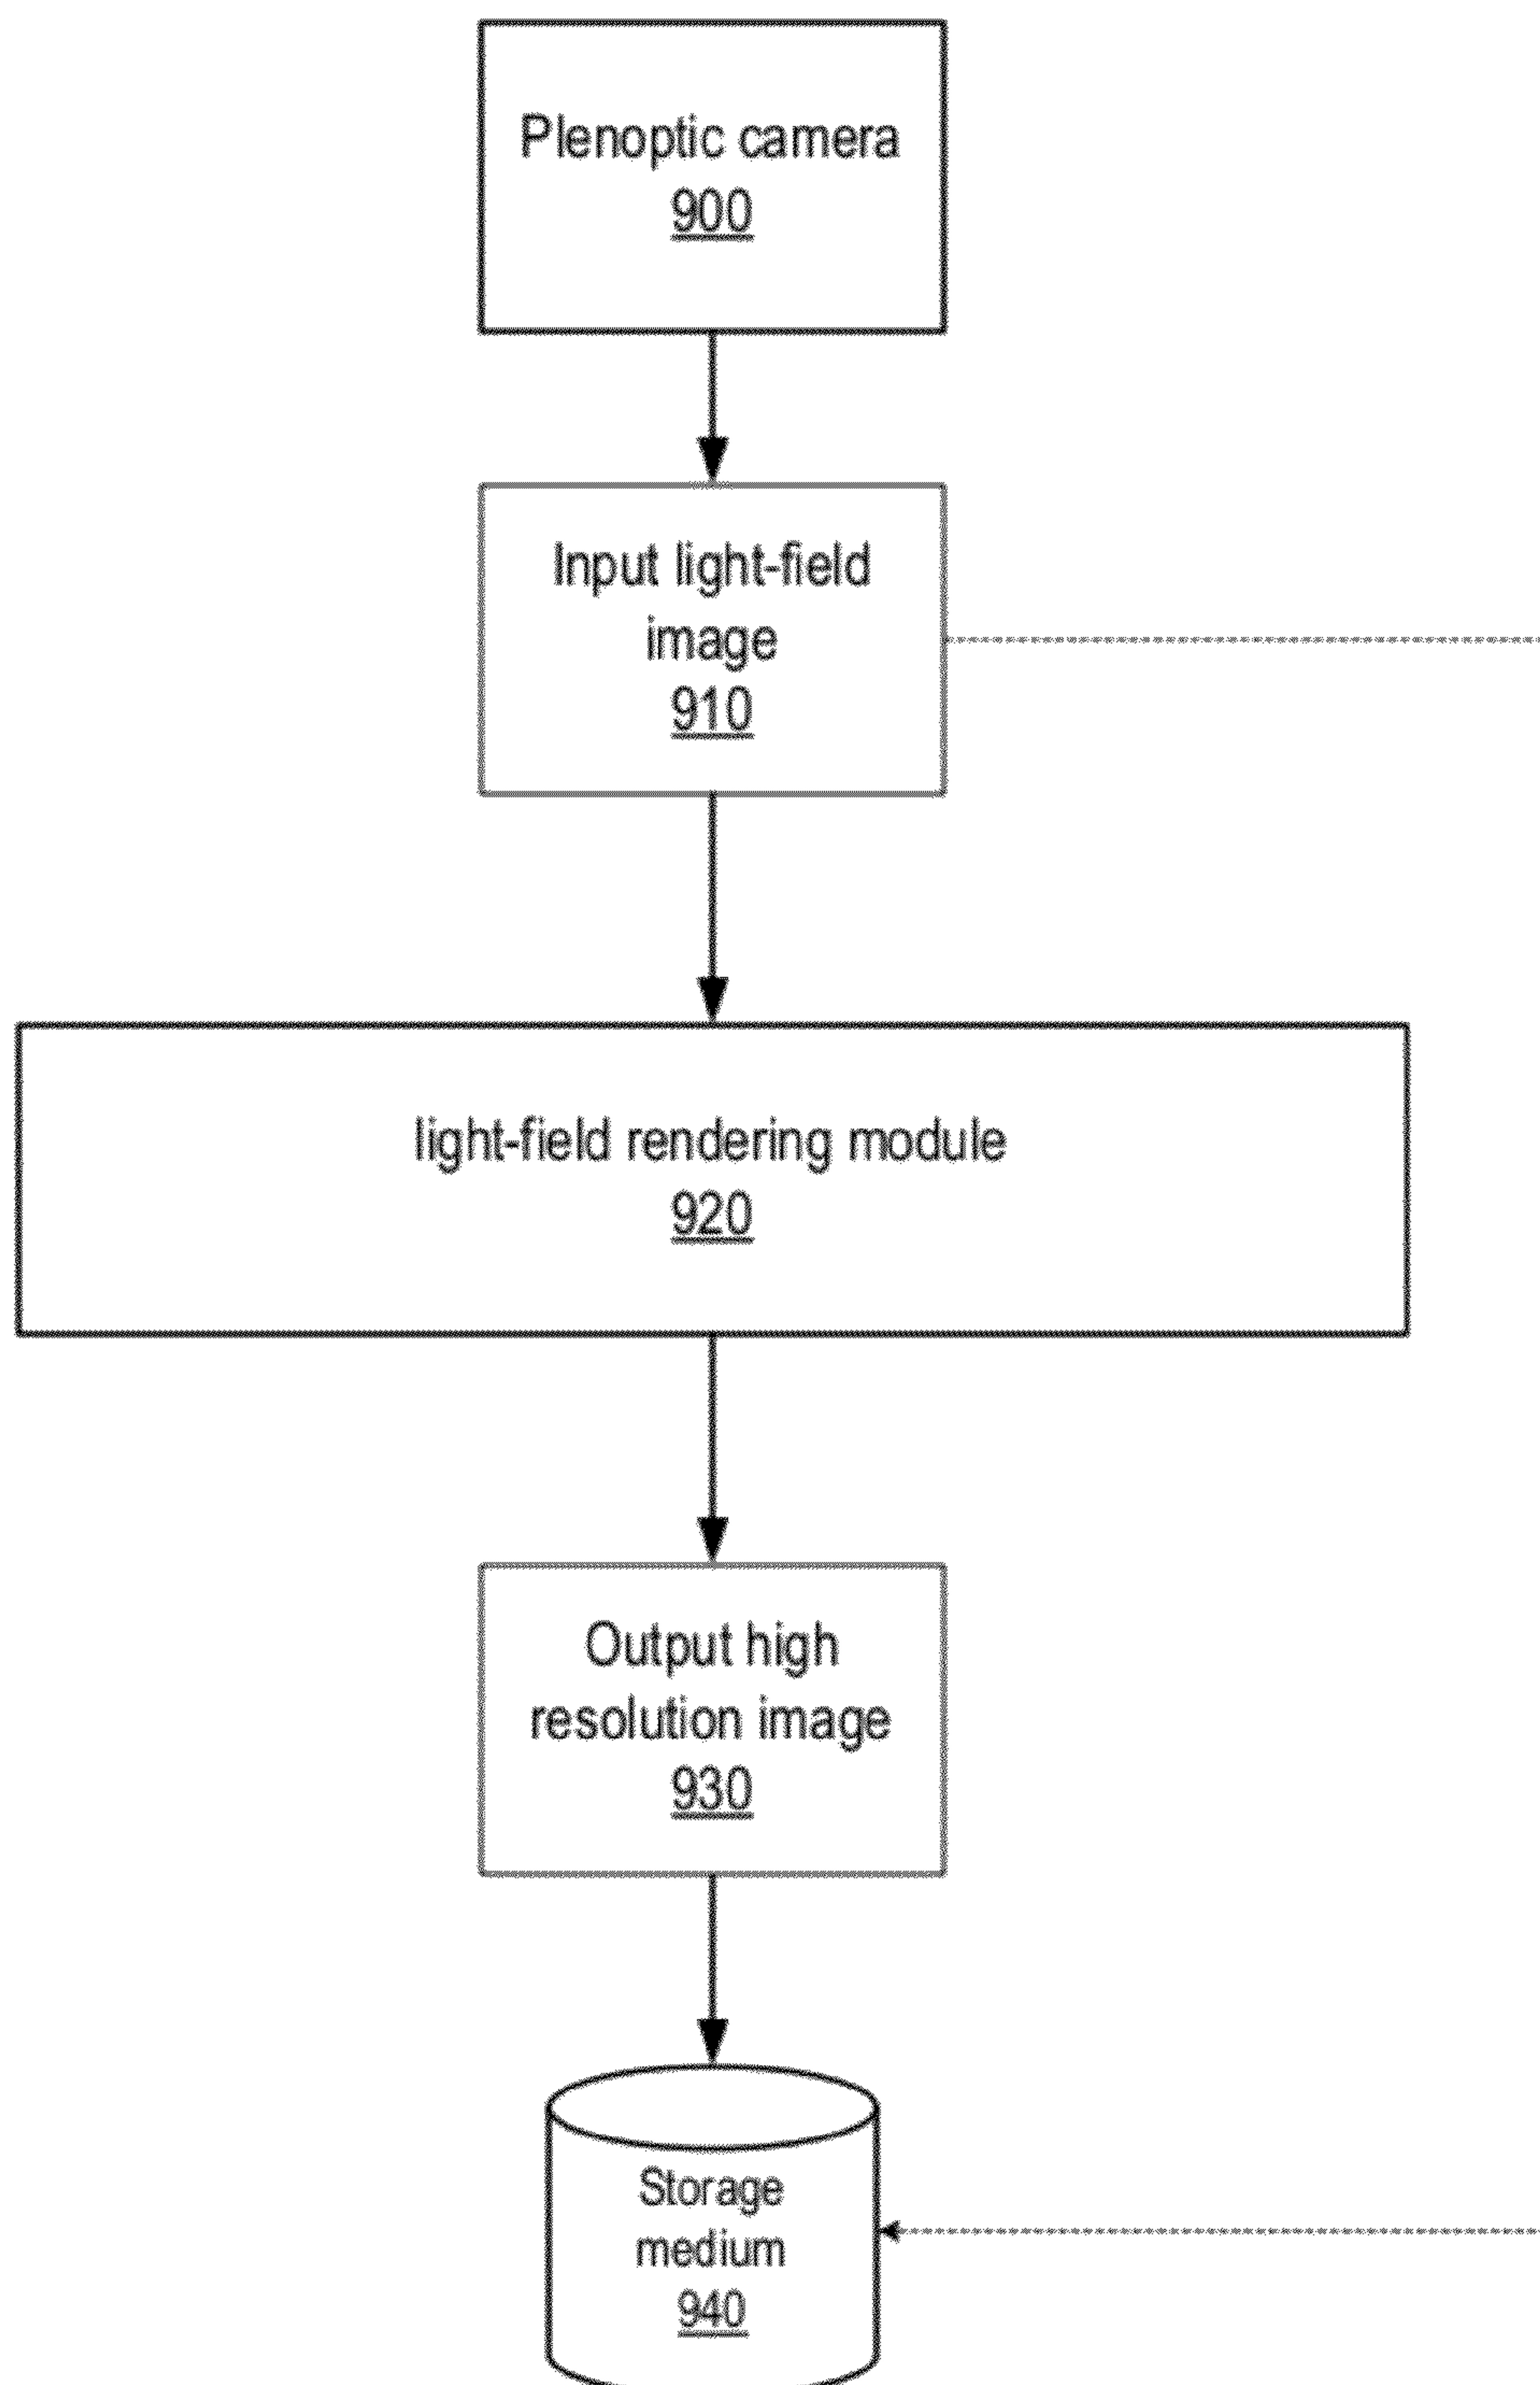 Plenoptic camera
900
Input light-field
image
910
light-field rendering module
920
Output high
resolution image
930
Storage
medium
940